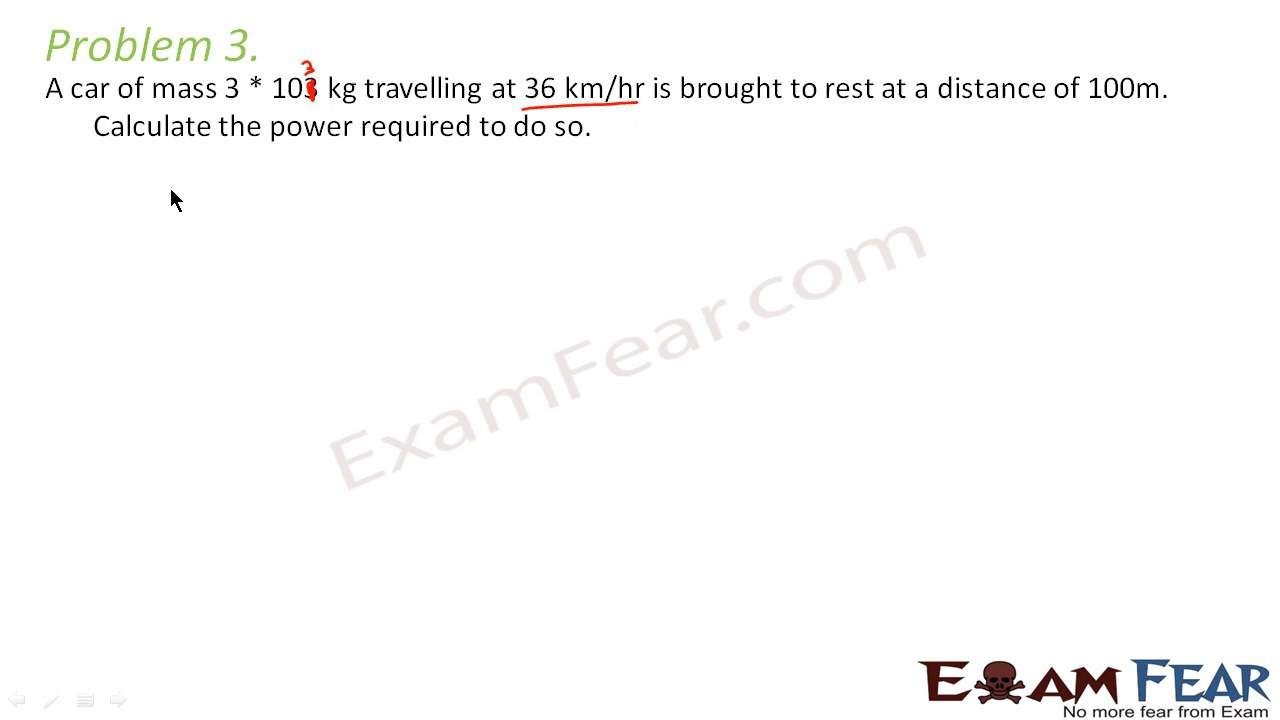 Problem 3.
A car of mass 3 * 10³ kg travelling at 36 km/hr is brought to rest at a distance of 100m.
Calculate the power required to do so.
ExamFear.com
EXAM FEAR
No more fear from Exam